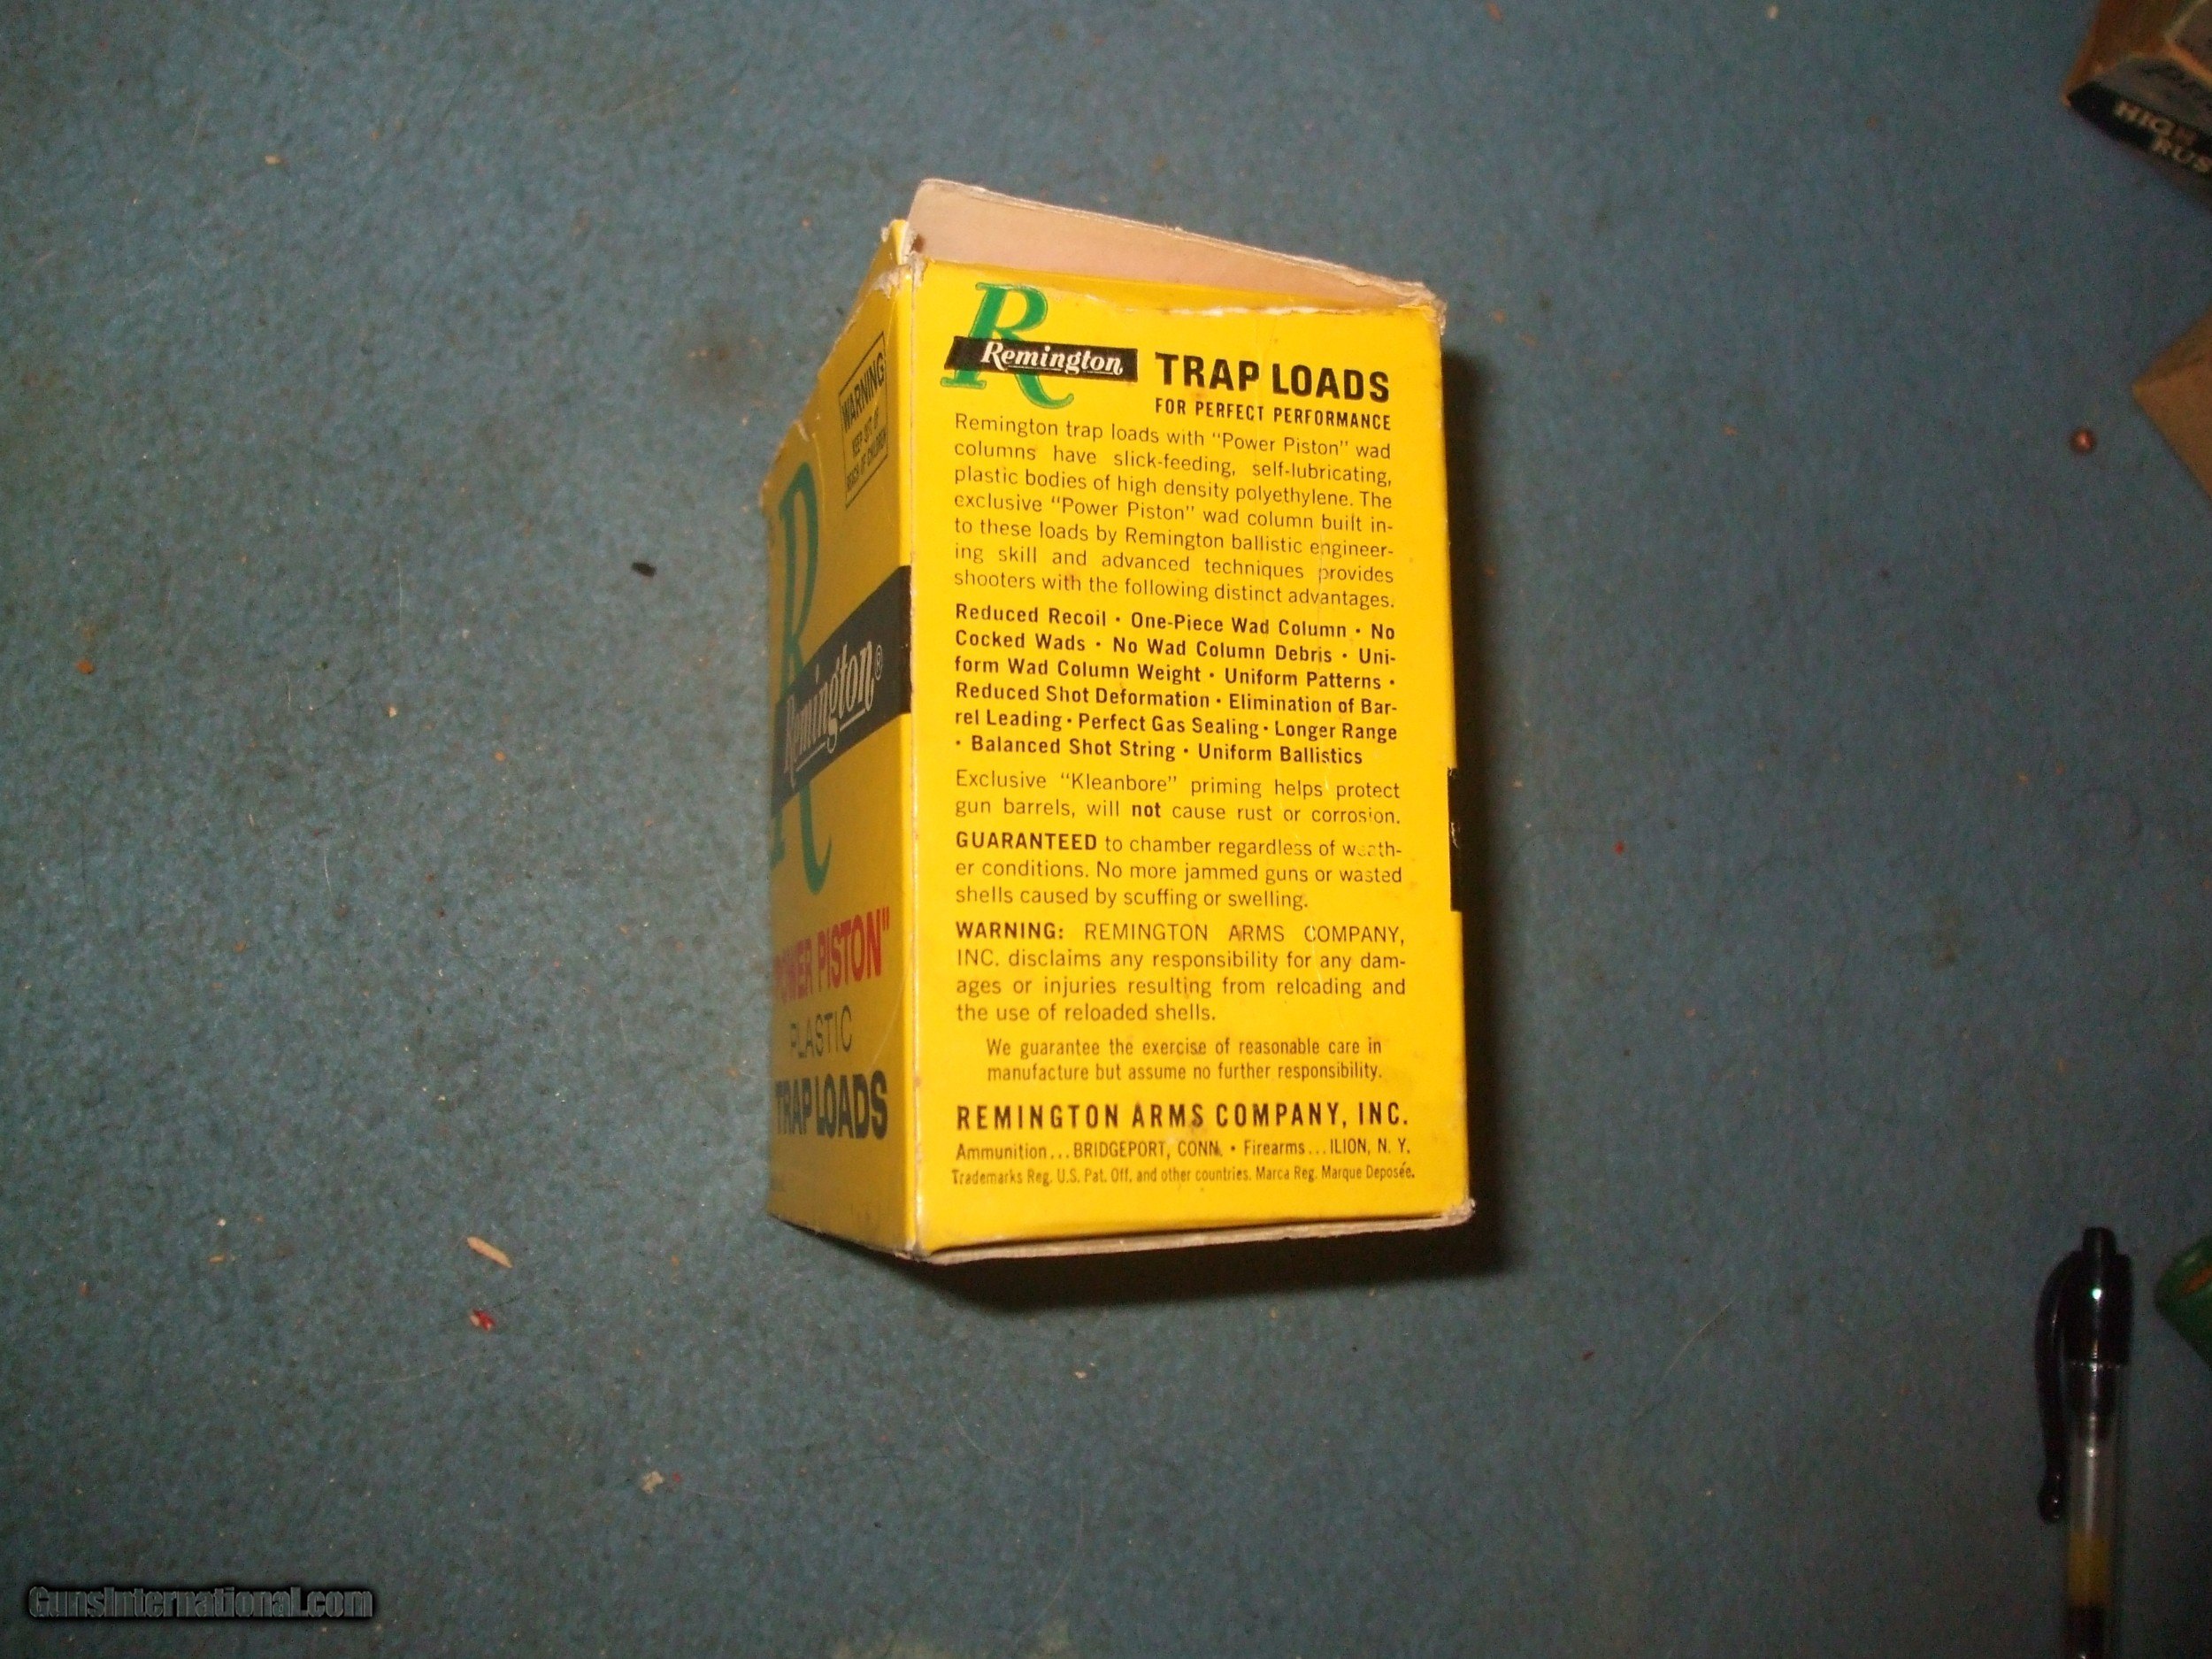 Remington
TRAP LOADS
FOR PERFECT PERFORMANCE
Remington trap loads with "Power Piston" wad
columns have slick-feeding, self-lubricating,
plastic bodies of high density polyethylene. The
exclusive "Power Piston" wad column built in-
to these loads by Remington ballistic engineer-
ing skill and advanced techniques provides
shooters with the following distinct advantages.
Reduced Recoil · One-Piece Wad Column · No
Cocked Wads · No Wad Column Debris · Uni-
form Wad Column Weight · Uniform Patterns ·
Reduced Shot Deformation · Elimination of Bar-
rel Leading · Perfect Gas Sealing · Longer Range
· Balanced Shot String · Uniform Ballistics
Exclusive "Kleanbore" priming helps protect
gun barrels, will not cause rust or corrosion.
GUARANTEED to chamber regardless of weath-
er conditions. No more jammed guns or wasted
shells caused by scuffing or swelling.
WARNING: REMINGTON ARMS COMPANY,
INC. disclaims any responsibility for any dam-
ages or injuries resulting from reloading and
the use of reloaded shells.
We guarantee the exercise of reasonable care in
manufacture but assume no further responsibility.
REMINGTON ARMS COMPANY, INC.
Ammunition...BRIDGEPORT, CONN. • Firearms...ILION, N. Y.
Trademarks Reg. U.S. Pat. Off. and other countries. Marca Reg. Marque Deposée.
WARNING
KEEP OUT OF
REACH OF CHILDREN
Remington®
POWER PISTON"
PLASTIC
TRAP LOADS
HIGH
RUS
GunsInternational.com